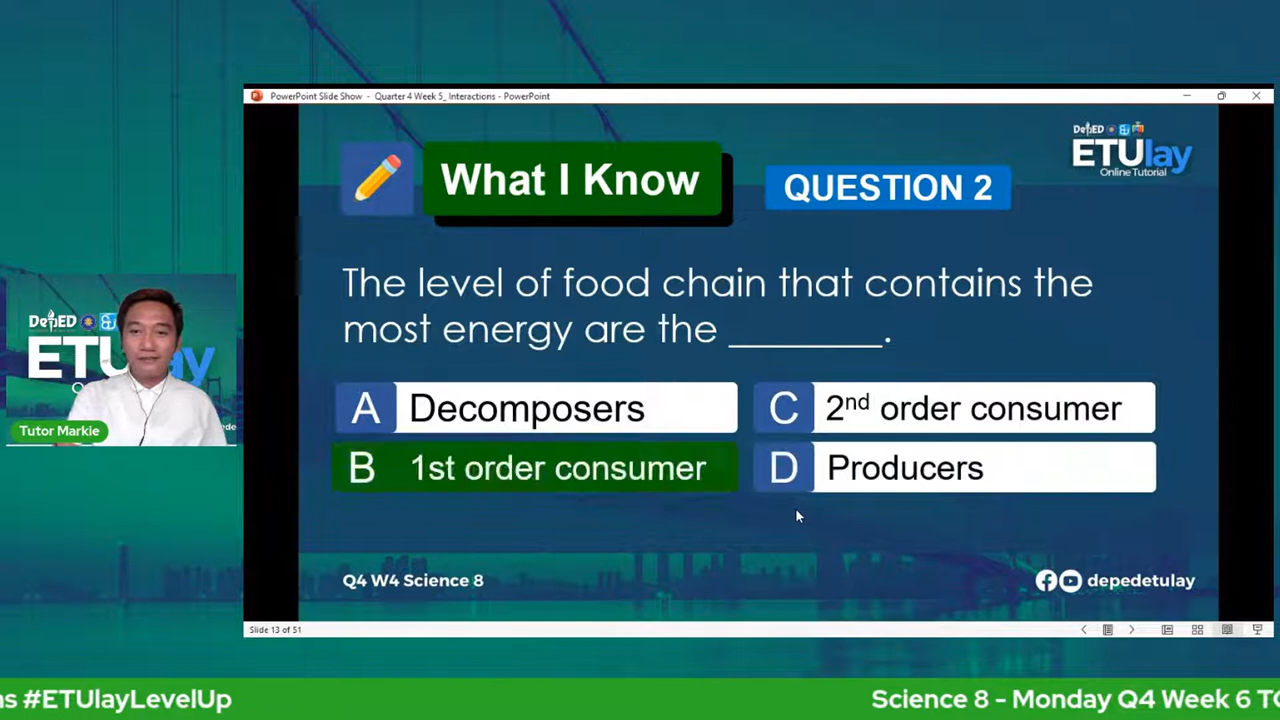 PowerPoint Slide Show - Quarter 4 Week 5_ Interactions - PowerPoint
DepED
ETUlay
Online Tutorial
What I Know
QUESTION 2
The level of food chain that contains the
most energy are the ________.
A Decomposers
B 1st order consumer
C 2nd order consumer
D Producers
Q4 W4 Science 8
depedetulay
Slide 13 of 51
DepED
Tutor Markie
ns #ETUlayLevelUp
Science 8 - Monday Q4 Week 6 TO